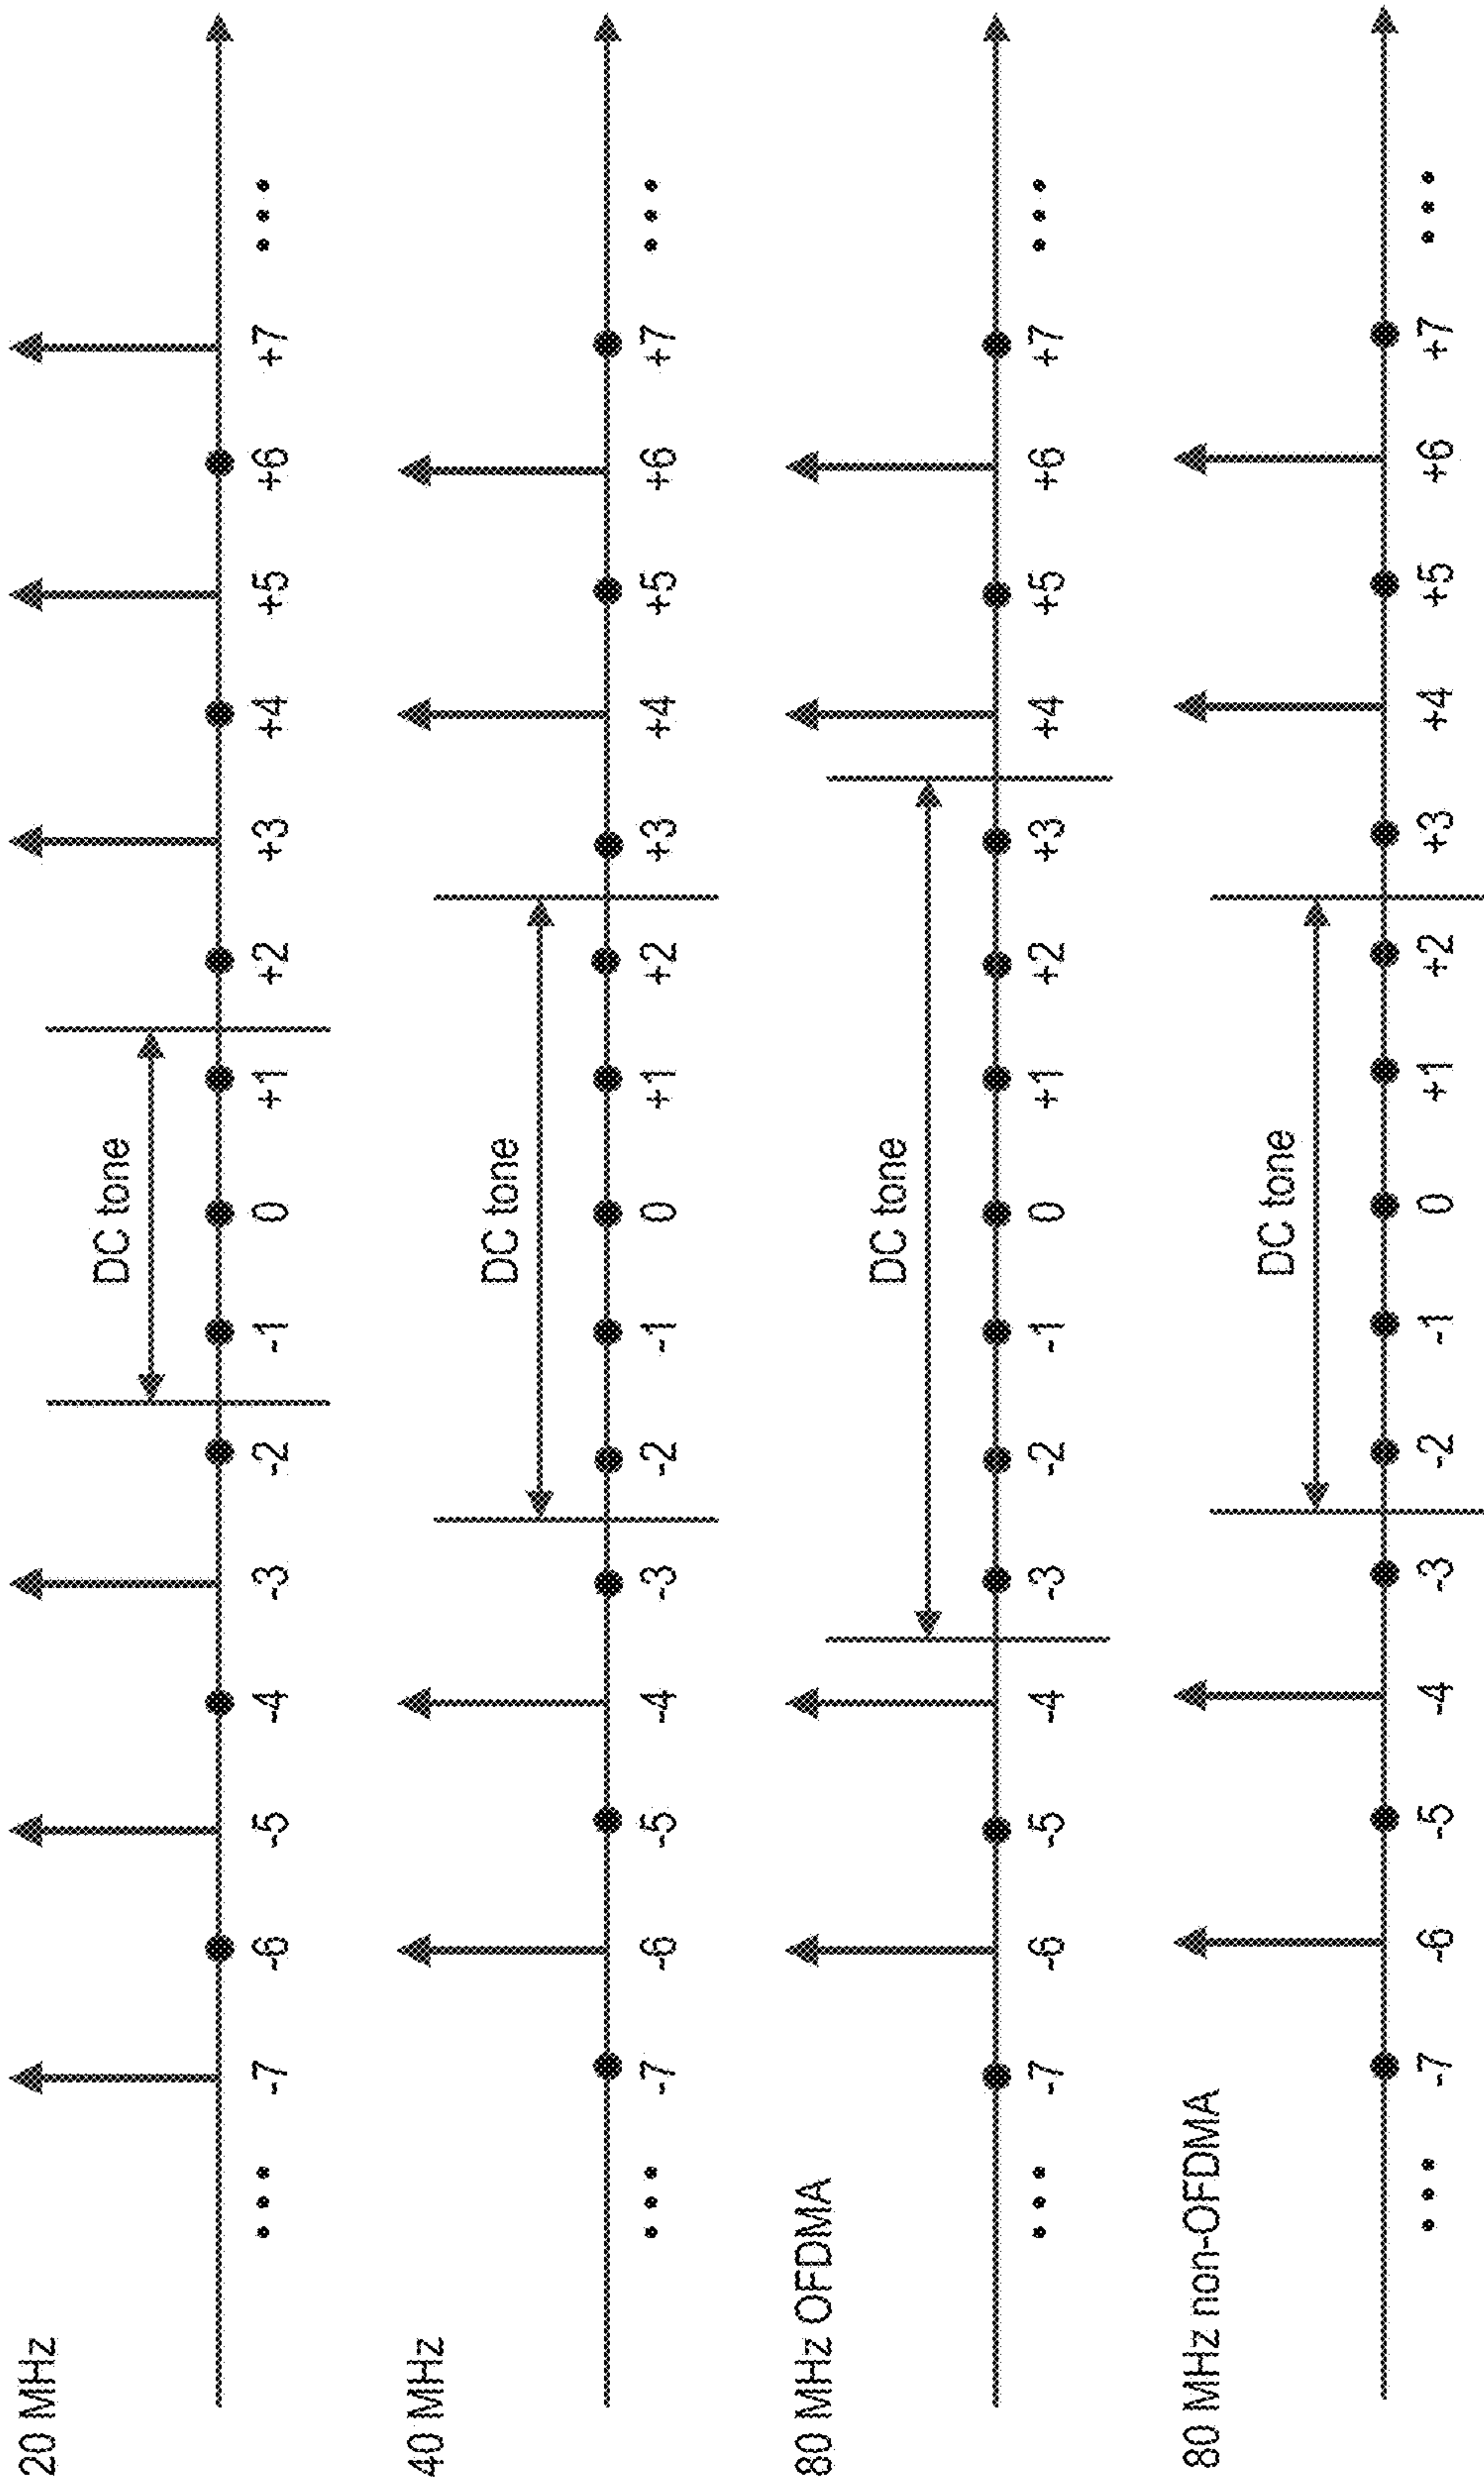 20 MHz
DC tone
... -7 -6 -5 -4 -3 -2 -1 0 +1 +2 +3 +4 +5 +6 +7 ...
40 MHz
DC tone
... -7 -6 -5 -4 -3 -2 -1 0 +1 +2 +3 +4 +5 +6 +7 ...
80 MHz OFDMA
DC tone
... -7 -6 -5 -4 -3 -2 -1 0 +1 +2 +3 +4 +5 +6 +7 ...
80 MHz non-OFDMA
DC tone
... -7 -6 -5 -4 -3 -2 -1 0 +1 +2 +3 +4 +5 +6 +7 ...